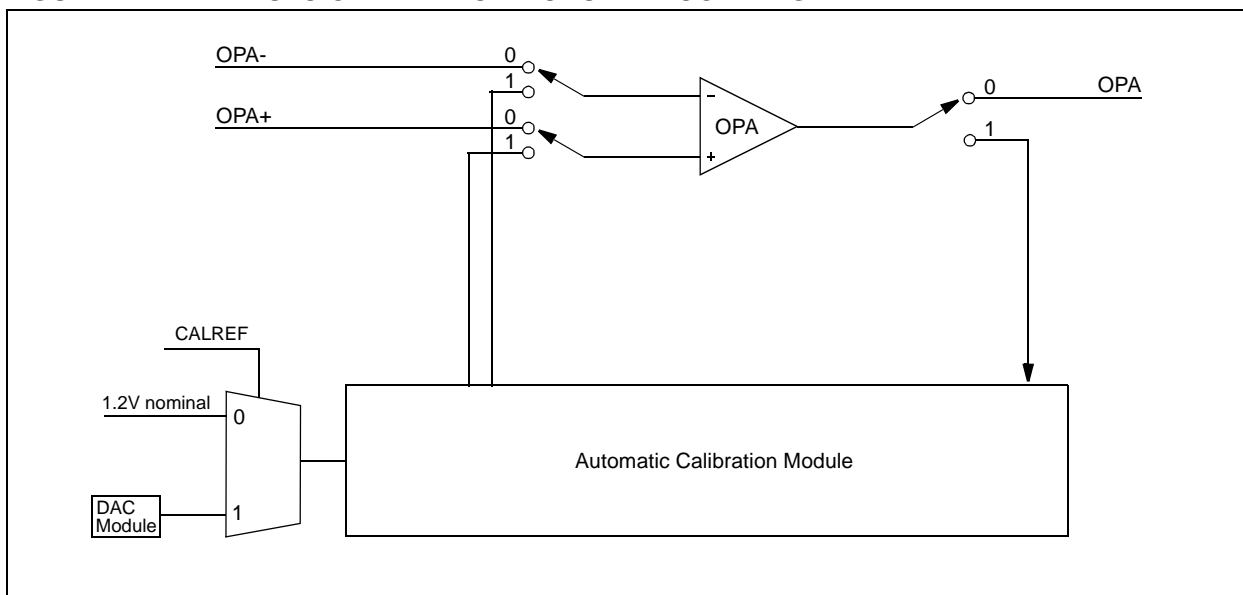 OPA-
0
1
OPA+
0
1
−
OPA
+
0
OPA
1
CALREF
1.2V nominal
0
DAC
Module
1
Automatic Calibration Module